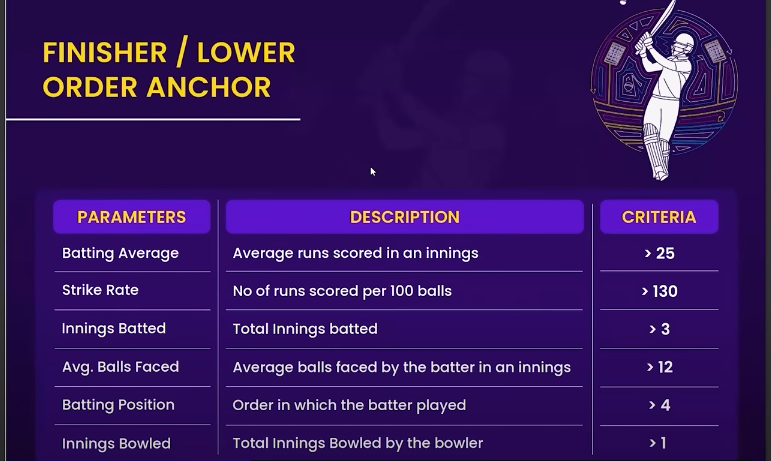 FINISHER / LOWER
ORDER ANCHOR
PARAMETERS DESCRIPTION CRITERIA
Batting Average Average runs scored in an innings > 25
Strike Rate No of runs scored per 100 balls > 130
Innings Batted Total Innings batted > 3
Avg. Balls Faced Average balls faced by the batter in an innings > 12
Batting Position Order in which the batter played > 4
Innings Bowled Total Innings Bowled by the bowler > 1